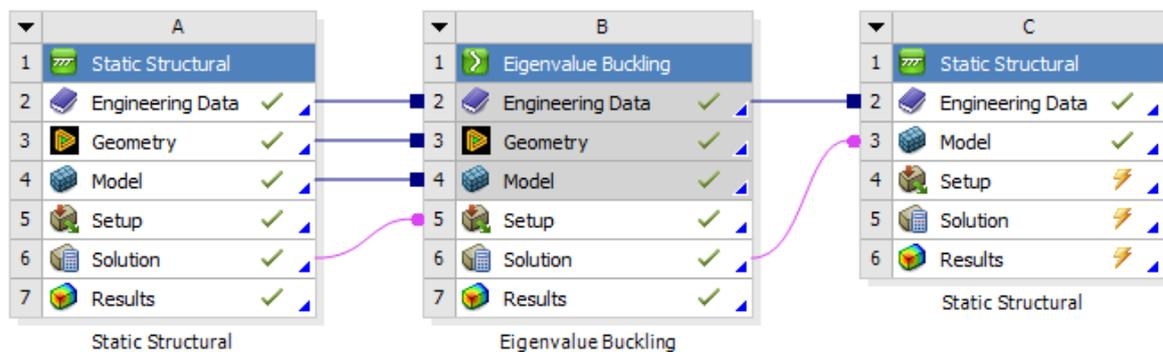 A
1 Static Structural
2 Engineering Data
3 Geometry
4 Model
5 Setup
6 Solution
7 Results
Static Structural
B
1 Eigenvalue Buckling
2 Engineering Data
3 Geometry
4 Model
5 Setup
6 Solution
7 Results
Eigenvalue Buckling
C
1 Static Structural
2 Engineering Data
3 Model
4 Setup
5 Solution
6 Results
Static Structural